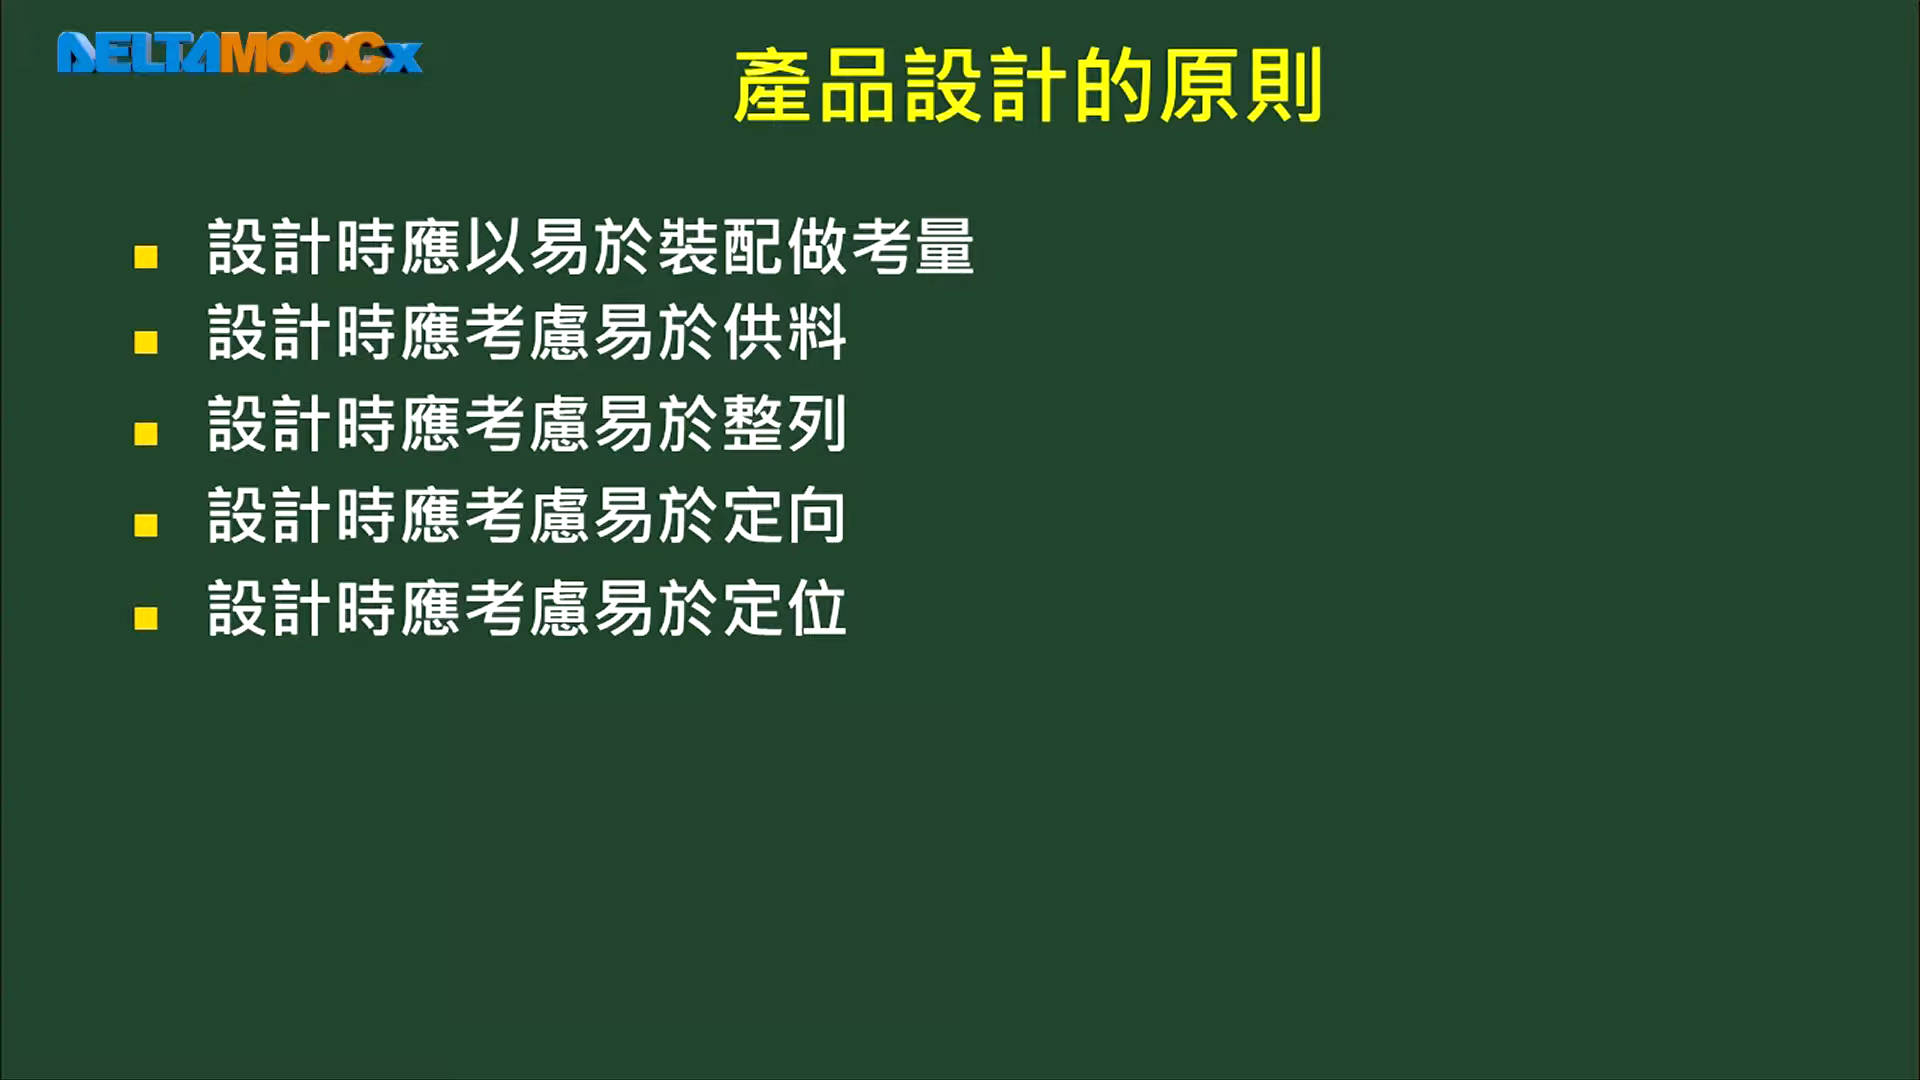 DELTAMOOCx
產品設計的原則
設計時應以易於裝配做考量
設計時應考慮易於供料
設計時應考慮易於整列
設計時應考慮易於定向
設計時應考慮易於定位